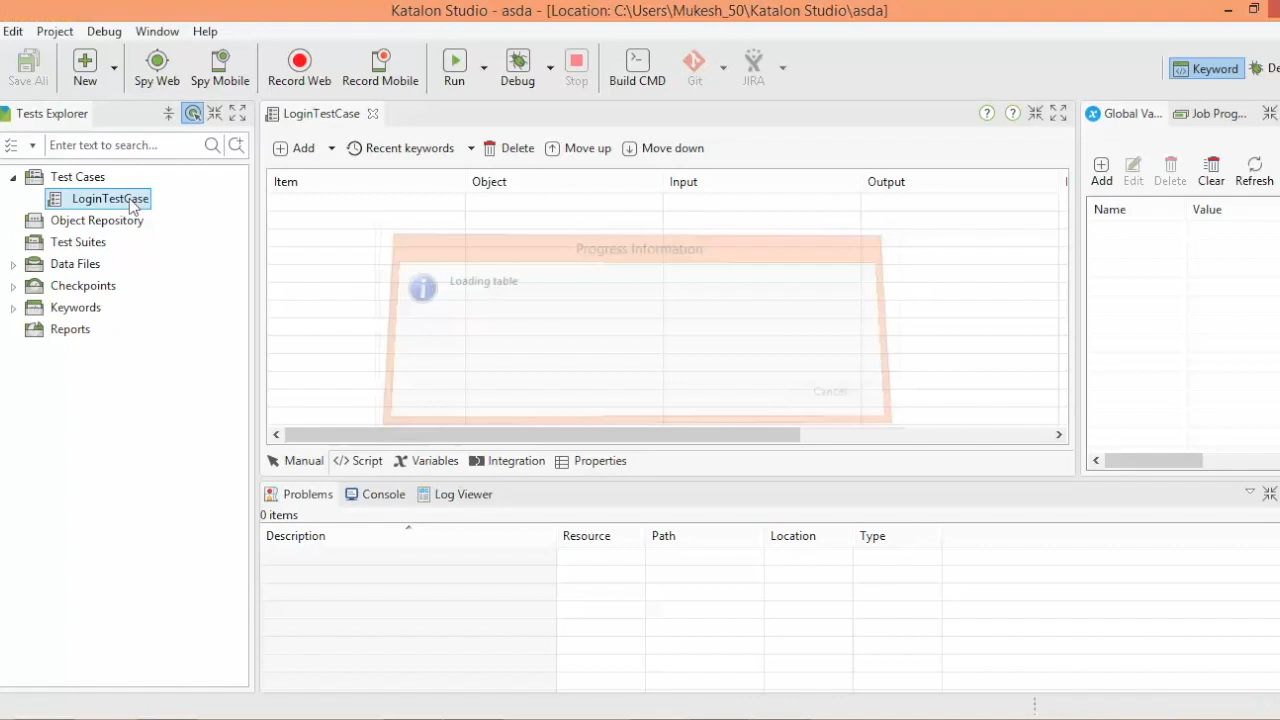 Katalon Studio - asda - [Location: C:\Users\Mukesh_50\Katalon Studio\asda]
Edit Project Debug Window Help
Save All New Spy Web Spy Mobile Record Web Record Mobile Run Debug Stop Build CMD Git JIRA Keyword De
Tests Explorer
LoginTestCase
Global Va... Job Prog...
Enter text to search...
Add Recent keywords Delete Move up Move down
Add Edit Delete Clear Refresh
Test Cases
LoginTestCase
Object Repository
Test Suites
Data Files
Checkpoints
Keywords
Reports
Item Object Input Output
Name Value
Progress Information
Loading table
Cancel
Manual Script Variables Integration Properties
Problems Console Log Viewer
0 items
Description Resource Path Location Type